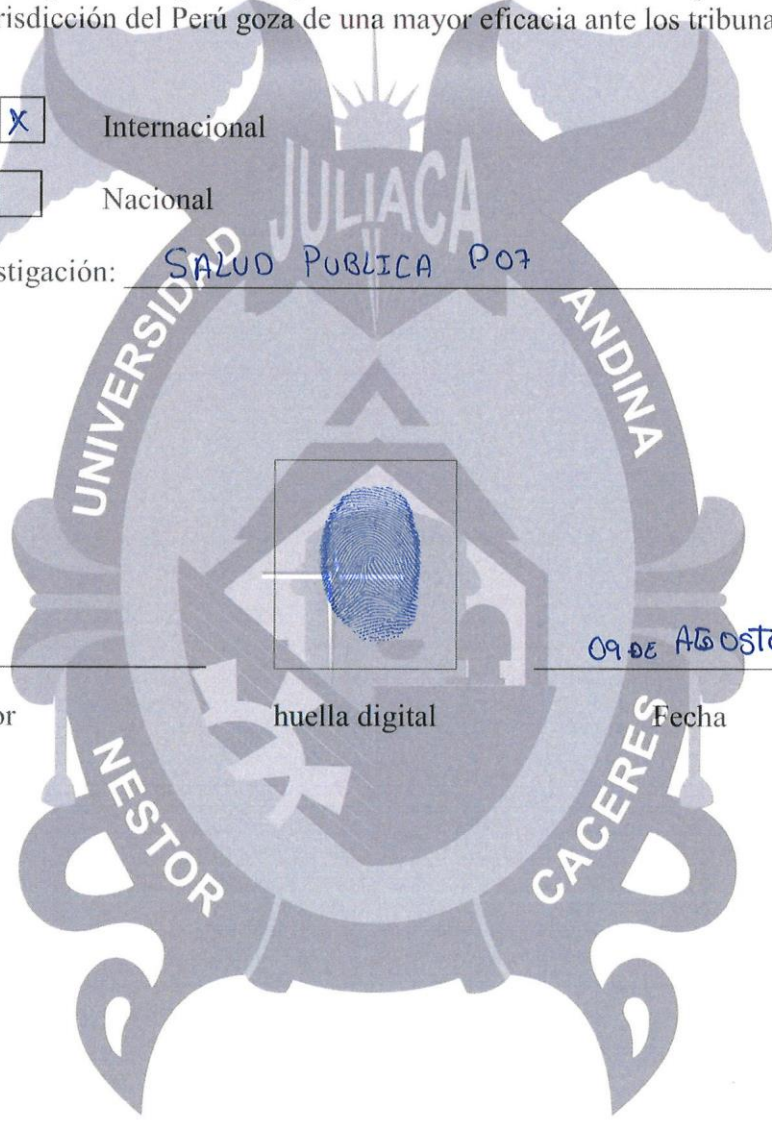 risdicción del Perú goza de una mayor eficacia ante los tribuna
X Internacional
Nacional
JULIACA
UNIVERSIDAD ANDINA
stigación: SALUD PUBLICA P07
09 DE AGOSTO
or huella digital Fecha
NESTOR CACERES